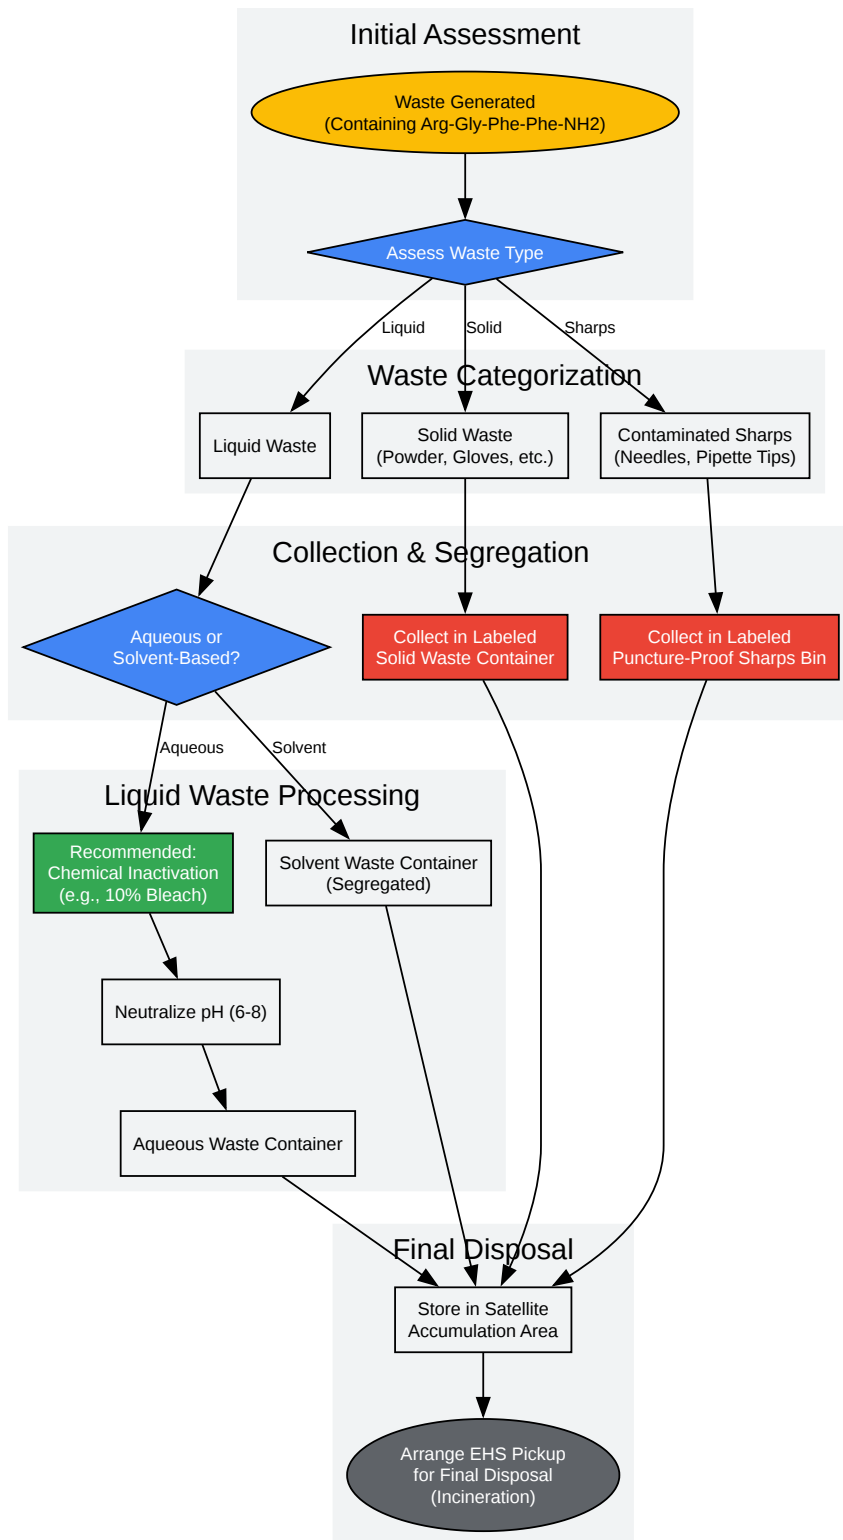 Initial Assessment
Waste Generated
(Containing Arg-Gly-Phe-Phe-NH2)
Assess Waste Type
Liquid
Solid
Sharps
Waste Categorization
Liquid Waste
Solid Waste
(Powder, Gloves, etc.)
Contaminated Sharps
(Needles, Pipette Tips)
Collection & Segregation
Aqueous or
Solvent-Based?
Collect in Labeled
Solid Waste Container
Collect in Labeled
Puncture-Proof Sharps Bin
Aqueous
Solvent
Liquid Waste Processing
Recommended:
Chemical Inactivation
(e.g., 10% Bleach)
Solvent Waste Container
(Segregated)
Neutralize pH (6-8)
Aqueous Waste Container
Final Disposal
Store in Satellite
Accumulation Area
Arrange EHS Pickup
for Final Disposal
(Incineration)